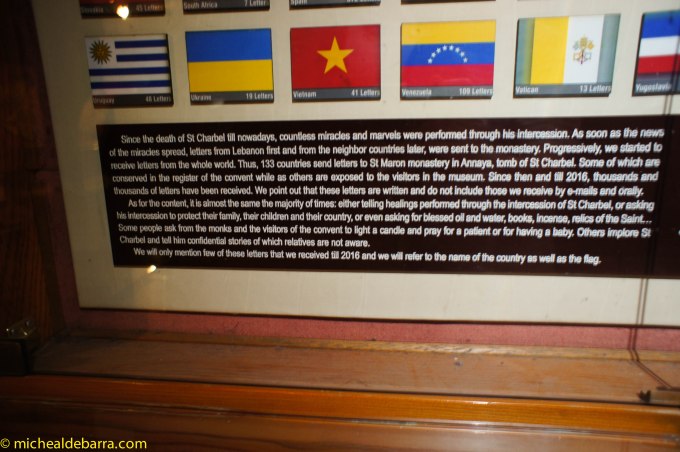 45 Letters
South Africa 7 Letters
Spain Letters
Uruguay 46 Letters
Ukraine 19 Letters
Vietnam 41 Letters
Venezuela 109 Letters
Vatican 13 Letters
Yugoslavia
Since the death of St Charbel till nowadays, countless miracles and marvels were performed through his intercession. As soon as the news
of the miracles spread, letters from Lebanon first and from the neighbor countries later, were sent to the monastery. Progressively, we started to
receive letters from the whole world. Thus, 133 countries send letters to St Maron monastery in Annaya, tomb of St Charbel. Some of which are
conserved in the register of the convent while as others are exposed to the visitors in the museum. Since then and till 2016, thousands and
thousands of letters have been received. We point out that these letters are written and do not include those we receive by e-mails and orally.
As for the content, it is almost the same the majority of times: either telling healings performed through the intercession of St Charbel, or asking
his intercession to protect their family, their children and their country, or even asking for blessed oil and water, books, incense, relics of the Saint...
Some people ask from the monks and the visitors of the convent to light a candle and pray for a patient or for having a baby. Others implore St
Charbel and tell him confidential stories of which relatives are not aware.
We will only mention few of these letters that we received till 2016 and we will refer to the name of the country as well as the flag.
© michealdebarra.com